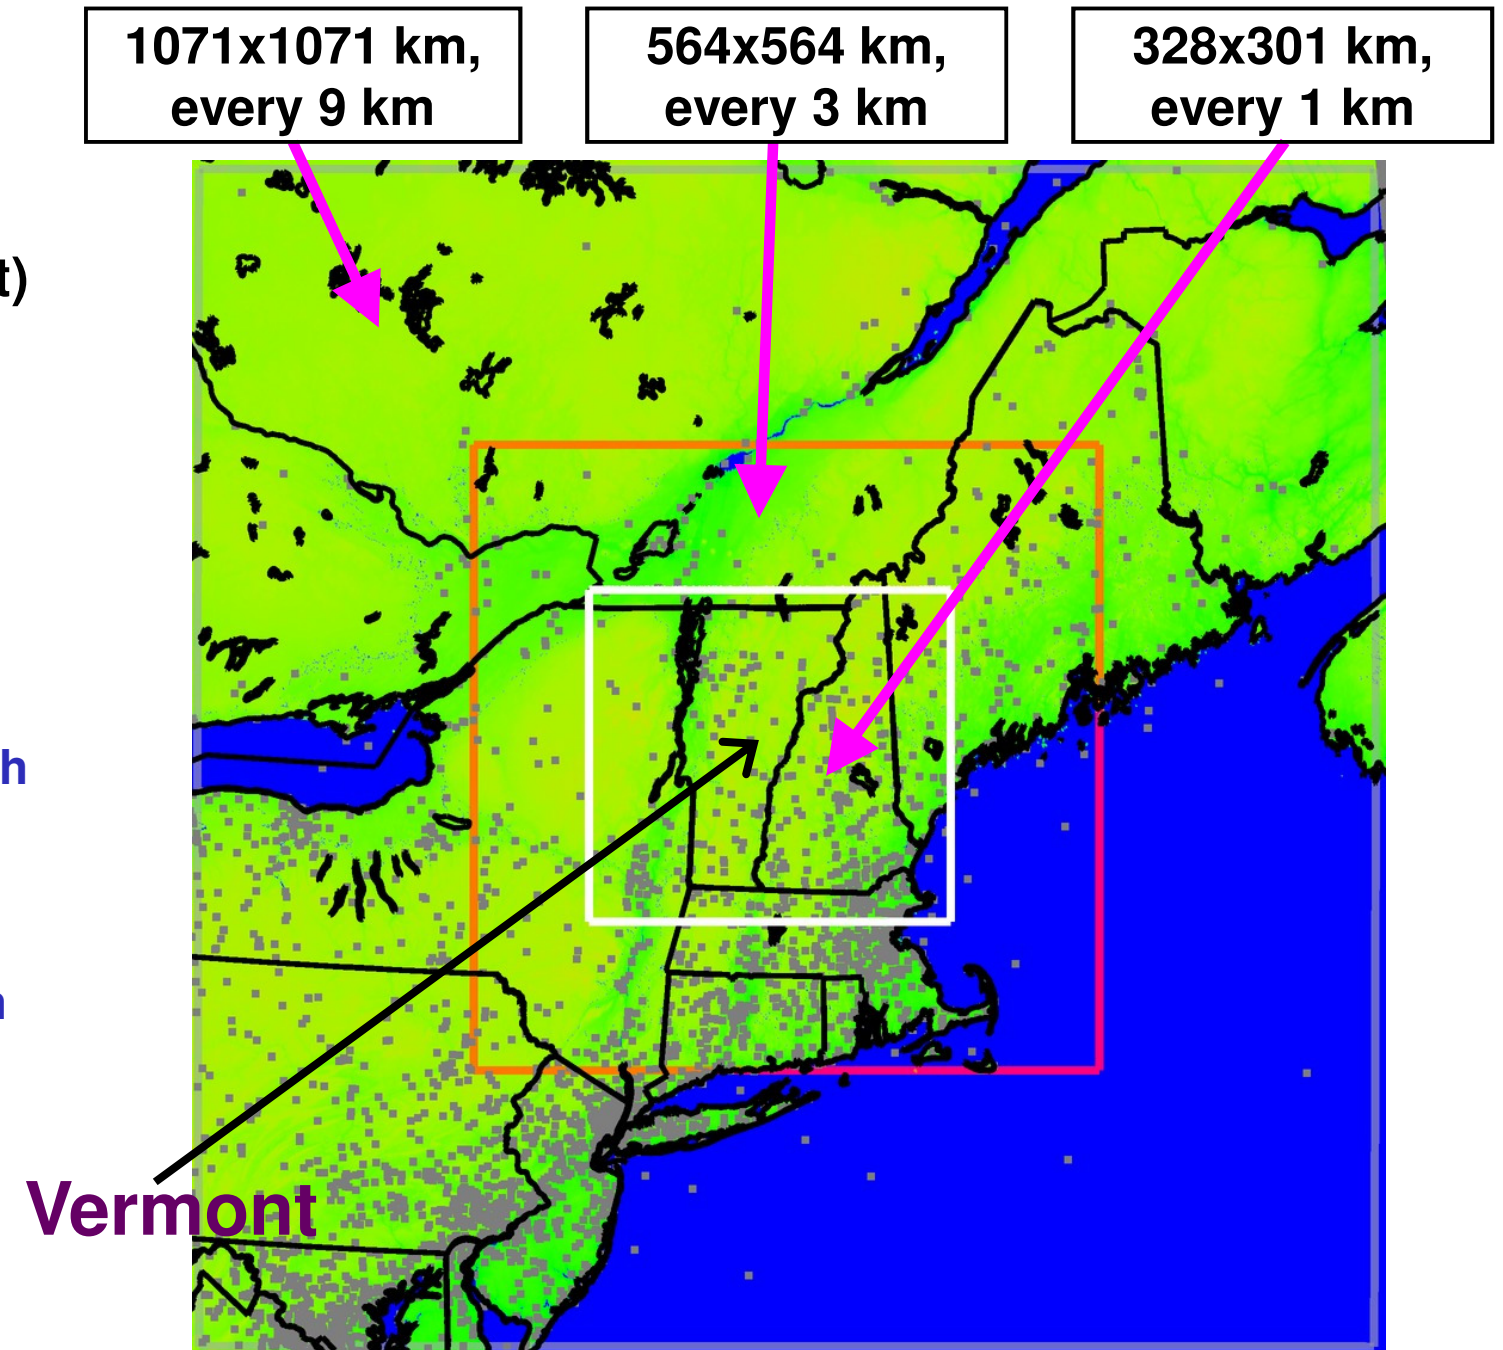 1071x1071 km,
every 9 km
564x564 km,
every 3 km
328x301 km,
every 1 km
t)
h
n
Vermont